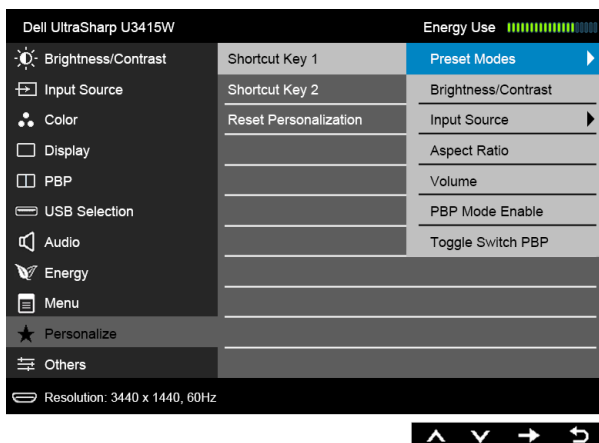 Dell UltraSharp U3415W
Energy Use
Brightness/Contrast
Input Source
Color
Display
PBP
USB Selection
Audio
Energy
Menu
Personalize
Others
Shortcut Key 1
Shortcut Key 2
Reset Personalization
Preset Modes
Brightness/Contrast
Input Source
Aspect Ratio
Volume
PBP Mode Enable
Toggle Switch PBP
Resolution: 3440 x 1440, 60Hz